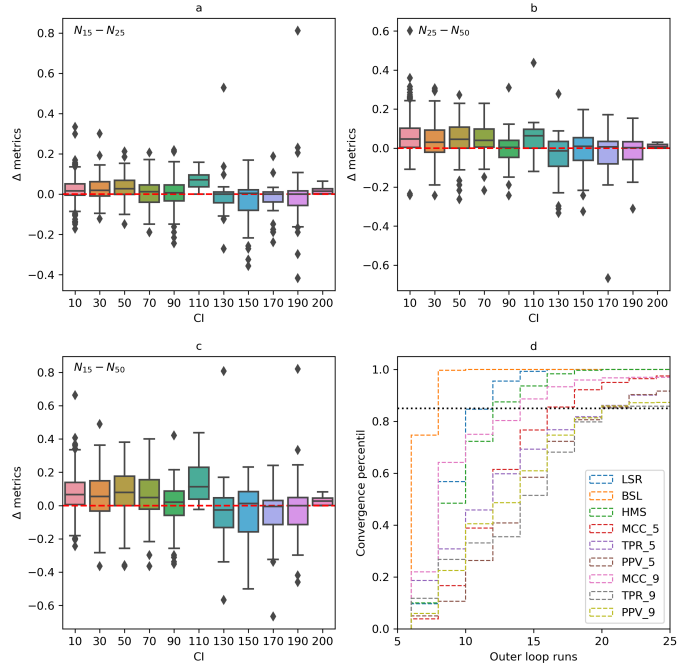 a
N15 − N25
Δ metrics
0.8
0.6
0.4
0.2
0.0
−0.2
−0.4
10 30 50 70 90 110 130 150 170 190 200
CI
b
N25 − N50
Δ metrics
0.6
0.4
0.2
0.0
−0.2
−0.4
−0.6
10 30 50 70 90 110 130 150 170 190 200
CI
c
N15 − N50
Δ metrics
0.8
0.6
0.4
0.2
0.0
−0.2
−0.4
−0.6
10 30 50 70 90 110 130 150 170 190 200
CI
d
Convergence percentil
1.0
0.8
0.6
0.4
0.2
0.0
LSR
BSL
HMS
MCC_5
TPR_5
PPV_5
MCC_9
TPR_9
PPV_9
5 10 15 20 25
Outer loop runs